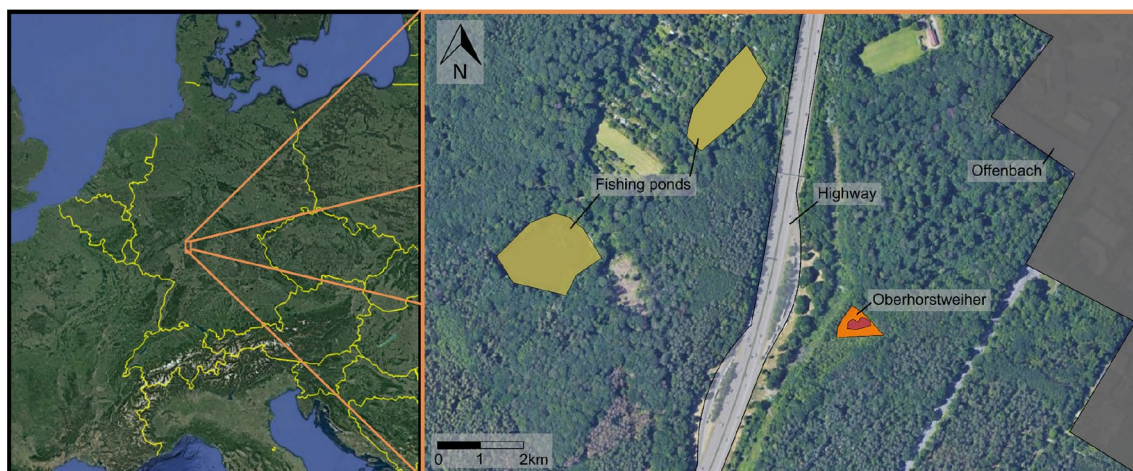 N
Fishing ponds
Highway
Offenbach
Oberhorstweiher
0 1 2km